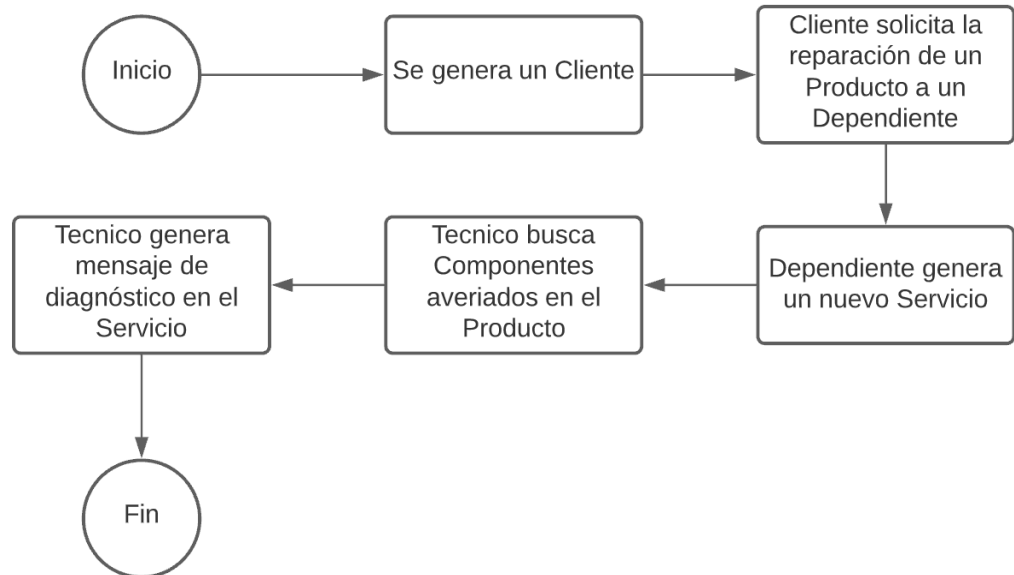 Inicio
Se genera un Cliente
Cliente solicita la
reparación de un
Producto a un
Dependiente
Dependiente genera
un nuevo Servicio
Tecnico busca
Componentes
averiados en el
Producto
Tecnico genera
mensaje de
diagnóstico en el
Servicio
Fin